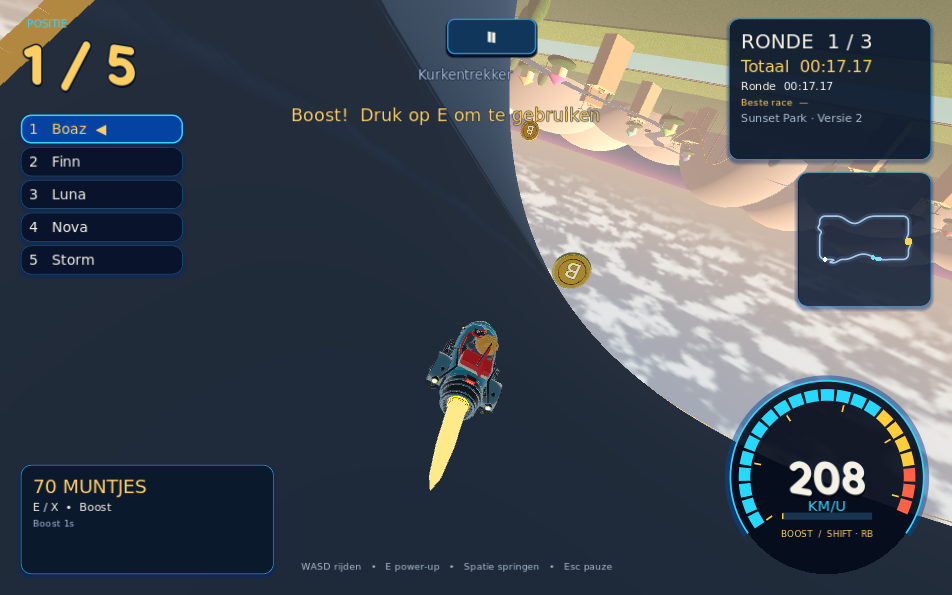 POSITIE
1 / 5
1 Boaz ◀
2 Finn
3 Luna
4 Nova
5 Storm
Kurkentrekker
Boost! Druk op E om te gebruiken
B
B
RONDE 1 / 3
Totaal 00:17.17
Ronde 00:17.17
Beste race —
Sunset Park · Versie 2
70 MUNTJES
E / X • Boost
Boost 1s
208
KM/U
BOOST / SHIFT · RB
WASD rijden • E power-up • Spatie springen • Esc pauze